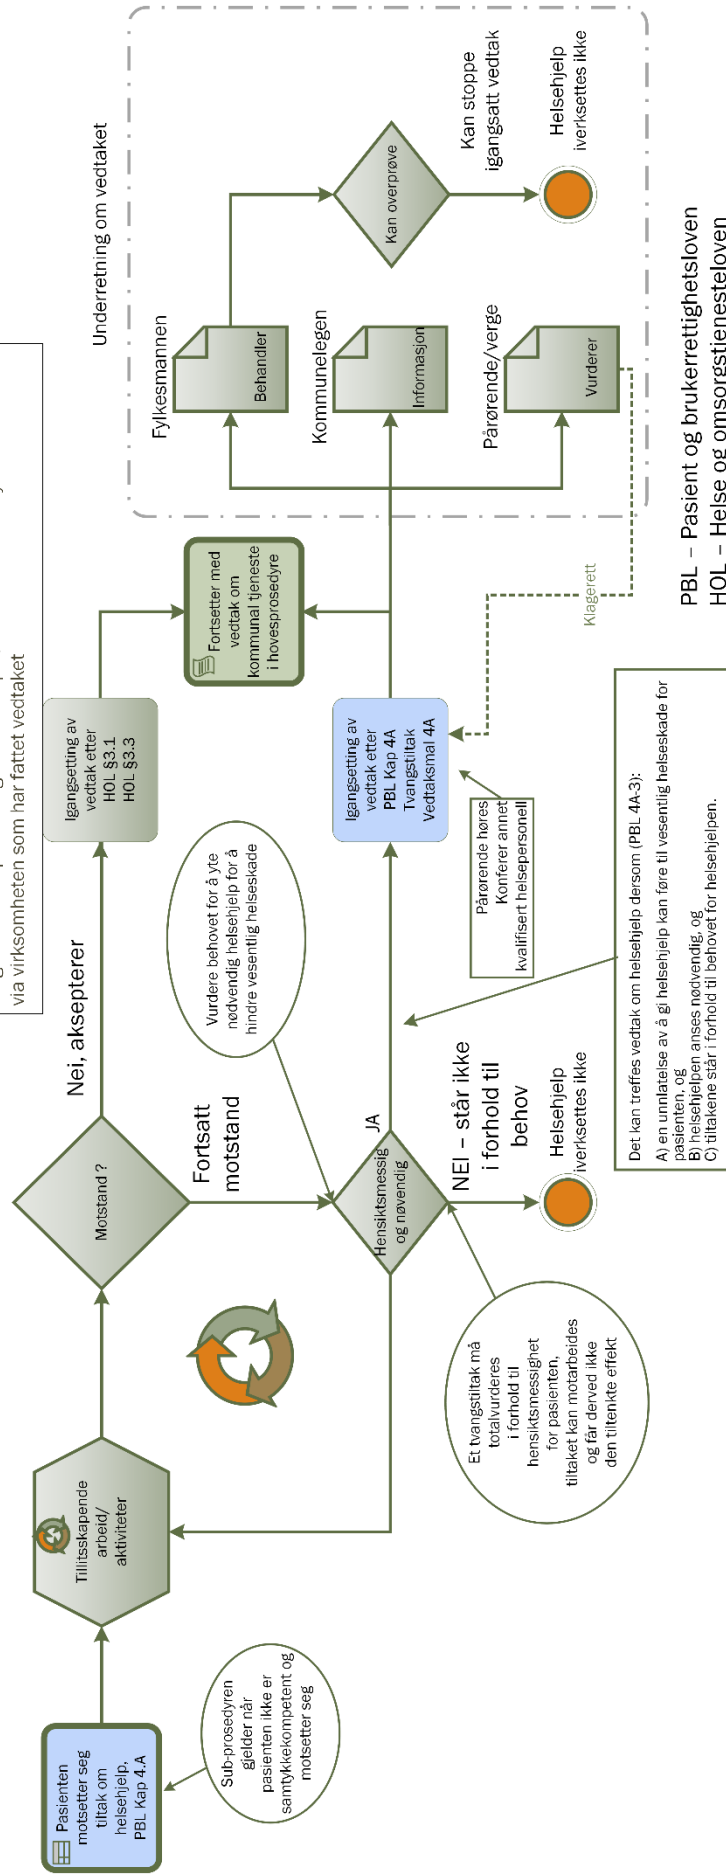 via virksomheten som har fattet vedtaket
Pasienten
motsetter seg
tiltak om
helsehjelp,
PBL Kap 4.A
Sub-prosedyren
gjelder når
pasienten ikke er
samtykkekompetent og
motsetter seg
Tillitsskapende
arbeid/
aktiviteter
Motstand ?
Nei, aksepterer
Fortsatt
motstand
Igangsetting av
vedtak etter
HOL §3.1
HOL §3.3
Vurdere behovet for å yte
nødvendig helsehjelp for å
hindre vesentlig helseskade
Hensiktsmessig
og nøvendig
JA
NEI – står ikke
i forhold til
behov
Helsehjelp
iverksettes ikke
Et tvangstiltak må
totalvurderes
i forhold til
hensiktsmessighet
for pasienten,
tiltaket kan motarbeides
og får derved ikke
den tiltenkte effekt
Fortsetter med
vedtak om
kommunal tjeneste
i hovesprosedyre
Igangsetting av
vedtak etter
PBL Kap 4A
Tvangstiltak
Vedtaksmal 4A
Pårørende høres
Konferer annet
kvalifisert helsepersonell
Det kan treffes vedtak om helsehjelp dersom (PBL 4A-3):
A) en unnlatelse av å gi helsehjelp kan føre til vesentlig helseskade for
pasienten, og
B) helsehjelpen anses nødvendig, og
C) tiltakene står i forhold til behovet for helsehjelpen.
Klagerett
Underretning om vedtaket
Fylkesmannen
Behandler
Kommunelegen
Informasjon
Pårørende/verge
Vurderer
Kan overprøve
Kan stoppe
igangsatt vedtak
Helsehjelp
iverksettes ikke
PBL – Pasient og brukerrettighetsloven
HOL – Helse og omsorgstjenesteloven